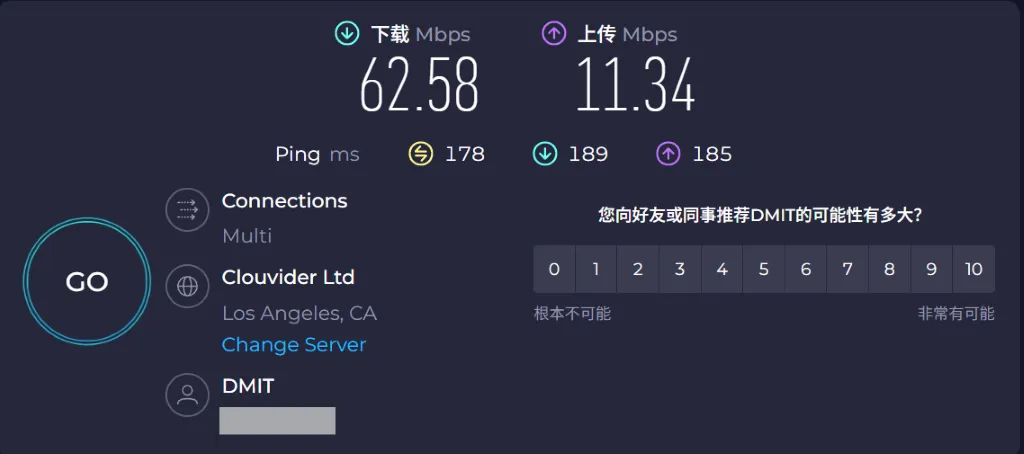 下载 Mbps 上传 Mbps
62.58 11.34
Ping ms 178 189 185
Connections
Multi
您向好友或同事推荐DMIT的可能性有多大?
0 1 2 3 4 5 6 7 8 9 10
根本不可能 非常有可能
GO
Clouvider Ltd
Los Angeles, CA
Change Server
DMIT